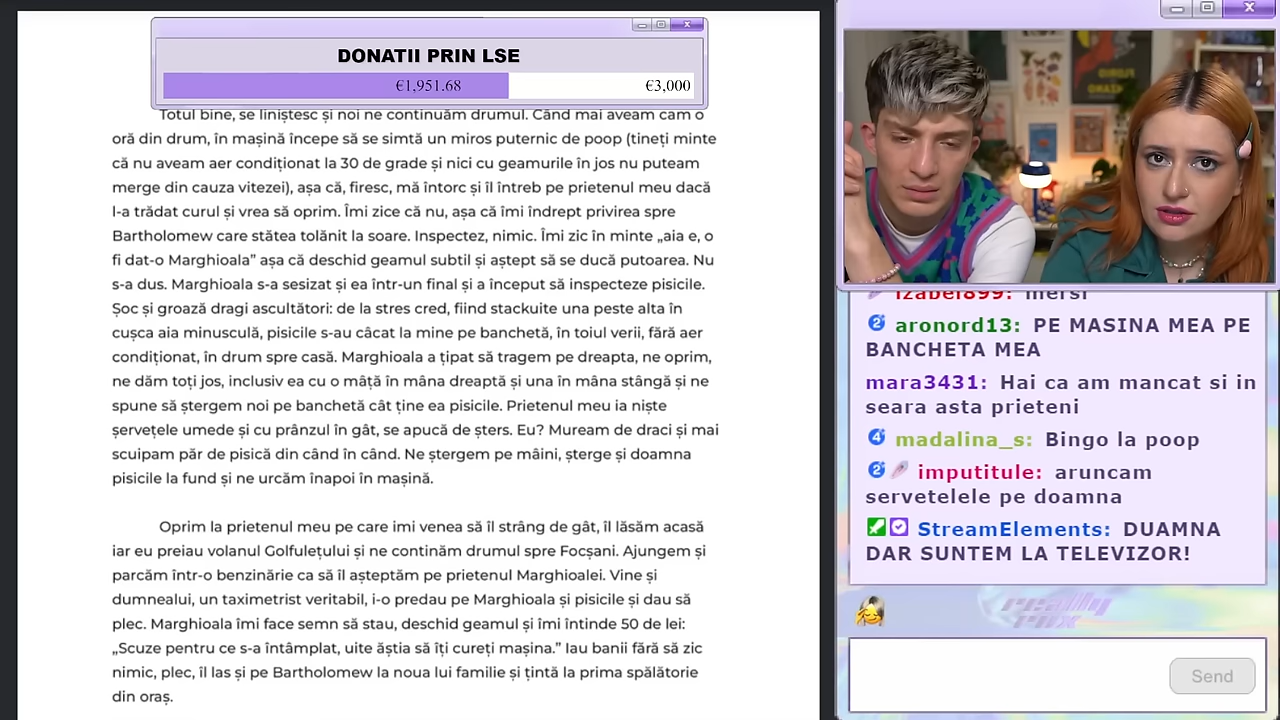 DONATII PRIN LSE
€1,951.68
€3,000
Totul bine, se liniștesc și noi ne continuăm drumul. Când mai aveam cam o
oră din drum, în mașină începe să se simtă un miros puternic de poop (tineți minte
că nu aveam aer condiționat la 30 de grade și nici cu geamurile în jos nu puteam
merge din cauza vitezei), așa că, firesc, mă întorc și îl întreb pe prietenul meu dacă
l-a trădat curul și vrea să oprim. Îmi zice că nu, așa că îmi îndrept privirea spre
Bartholomew care stătea tolănit la soare. Inspectez, nimic. Îmi zic în minte „aia e, o
fi dat-o Marghioala” așa că deschid geamul subtil și aștept să se ducă putoarea. Nu
s-a dus. Marghioala s-a sesizat și ea într-un final și a început să inspecteze pisicile.
Șoc și groază dragi ascultători: de la stres cred, fiind stackuite una peste alta în
cușca aia minusculă, pisicile s-au câcat la mine pe banchetă, în toiul verii, fără aer
condiționat, în drum spre casă. Marghioala a țipat să tragem pe dreapta, ne oprim,
ne dăm toți jos, inclusiv ea cu o mâță în mâna dreaptă și una în mâna stângă și ne
spune să ștergem noi pe banchetă cât ține ea pisicile. Prietenul meu ia niște
șervețele umede și cu prânzul în gât, se apucă de șters. Eu? Muream de draci și mai
scuipam păr de pisică din când în când. Ne ștergem pe mâini, șterge și doamna
pisicile la fund și ne urcăm înapoi în mașină.
Oprim la prietenul meu pe care imi venea să îl strâng de gât, îl lăsăm acasă
iar eu preiau volanul Golfulețului și ne continăm drumul spre Focșani. Ajungem și
parcăm într-o benzinărie ca să îl așteptăm pe prietenul Marghioalei. Vine și
dumnealui, un taximetrist veritabil, i-o predau pe Marghioala și pisicile și dau să
plec. Marghioala îmi face semn să stau, deschid geamul și îmi întinde 50 de lei:
„Scuze pentru ce s-a întâmplat, uite ăștia să îți cureți mașina.” Iau banii fără să zic
nimic, plec, îl las și pe Bartholomew la noua lui familie și țintă la prima spălătorie
din oraș.
izabel899: mersi
2 aronord13: PE MASINA MEA PE
BANCHETA MEA
mara3431: Hai ca am mancat si in
seara asta prieteni
4 madalina_s: Bingo la poop
2 imputitule: aruncam
servetelele pe doamna
StreamElements: DUAMNA
DAR SUNTEM LA TELEVIZOR!
Send